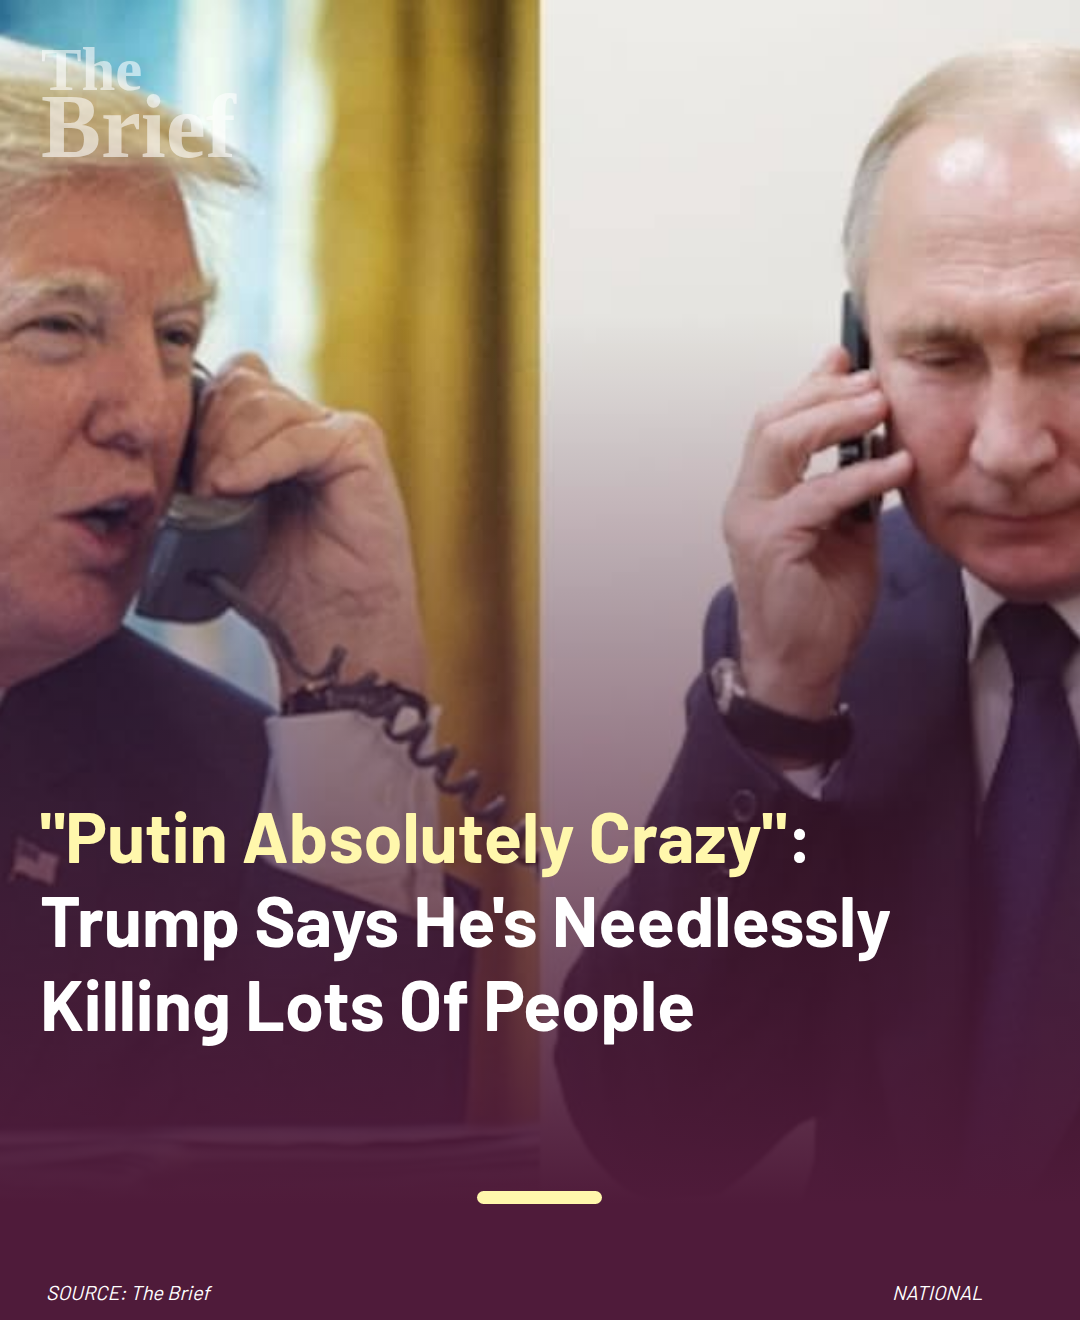 The
Brief
"Putin Absolutely Crazy":
Trump Says He's Needlessly
Killing Lots Of People
SOURCE: The Brief
NATIONAL